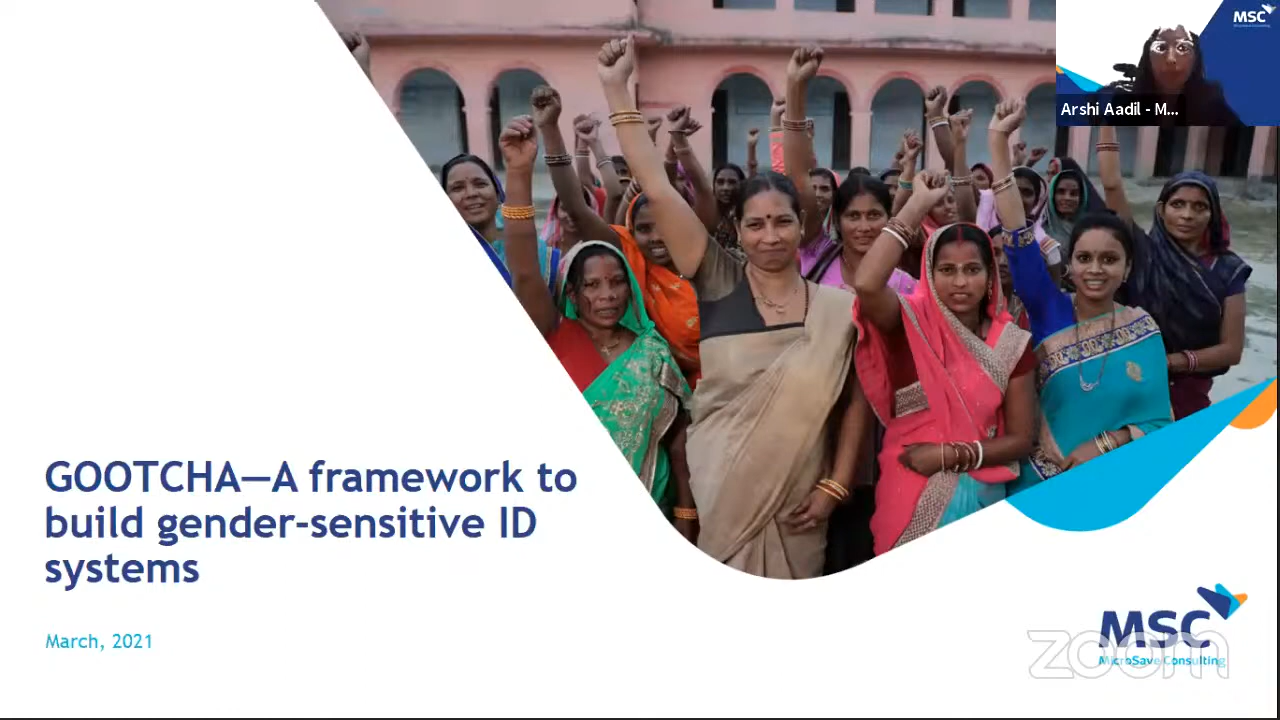 MSC
Arshi Aadil - M...
GOOTCHA—A framework to
build gender-sensitive ID
systems
March, 2021
MSC
MicroSave Consulting
zoom